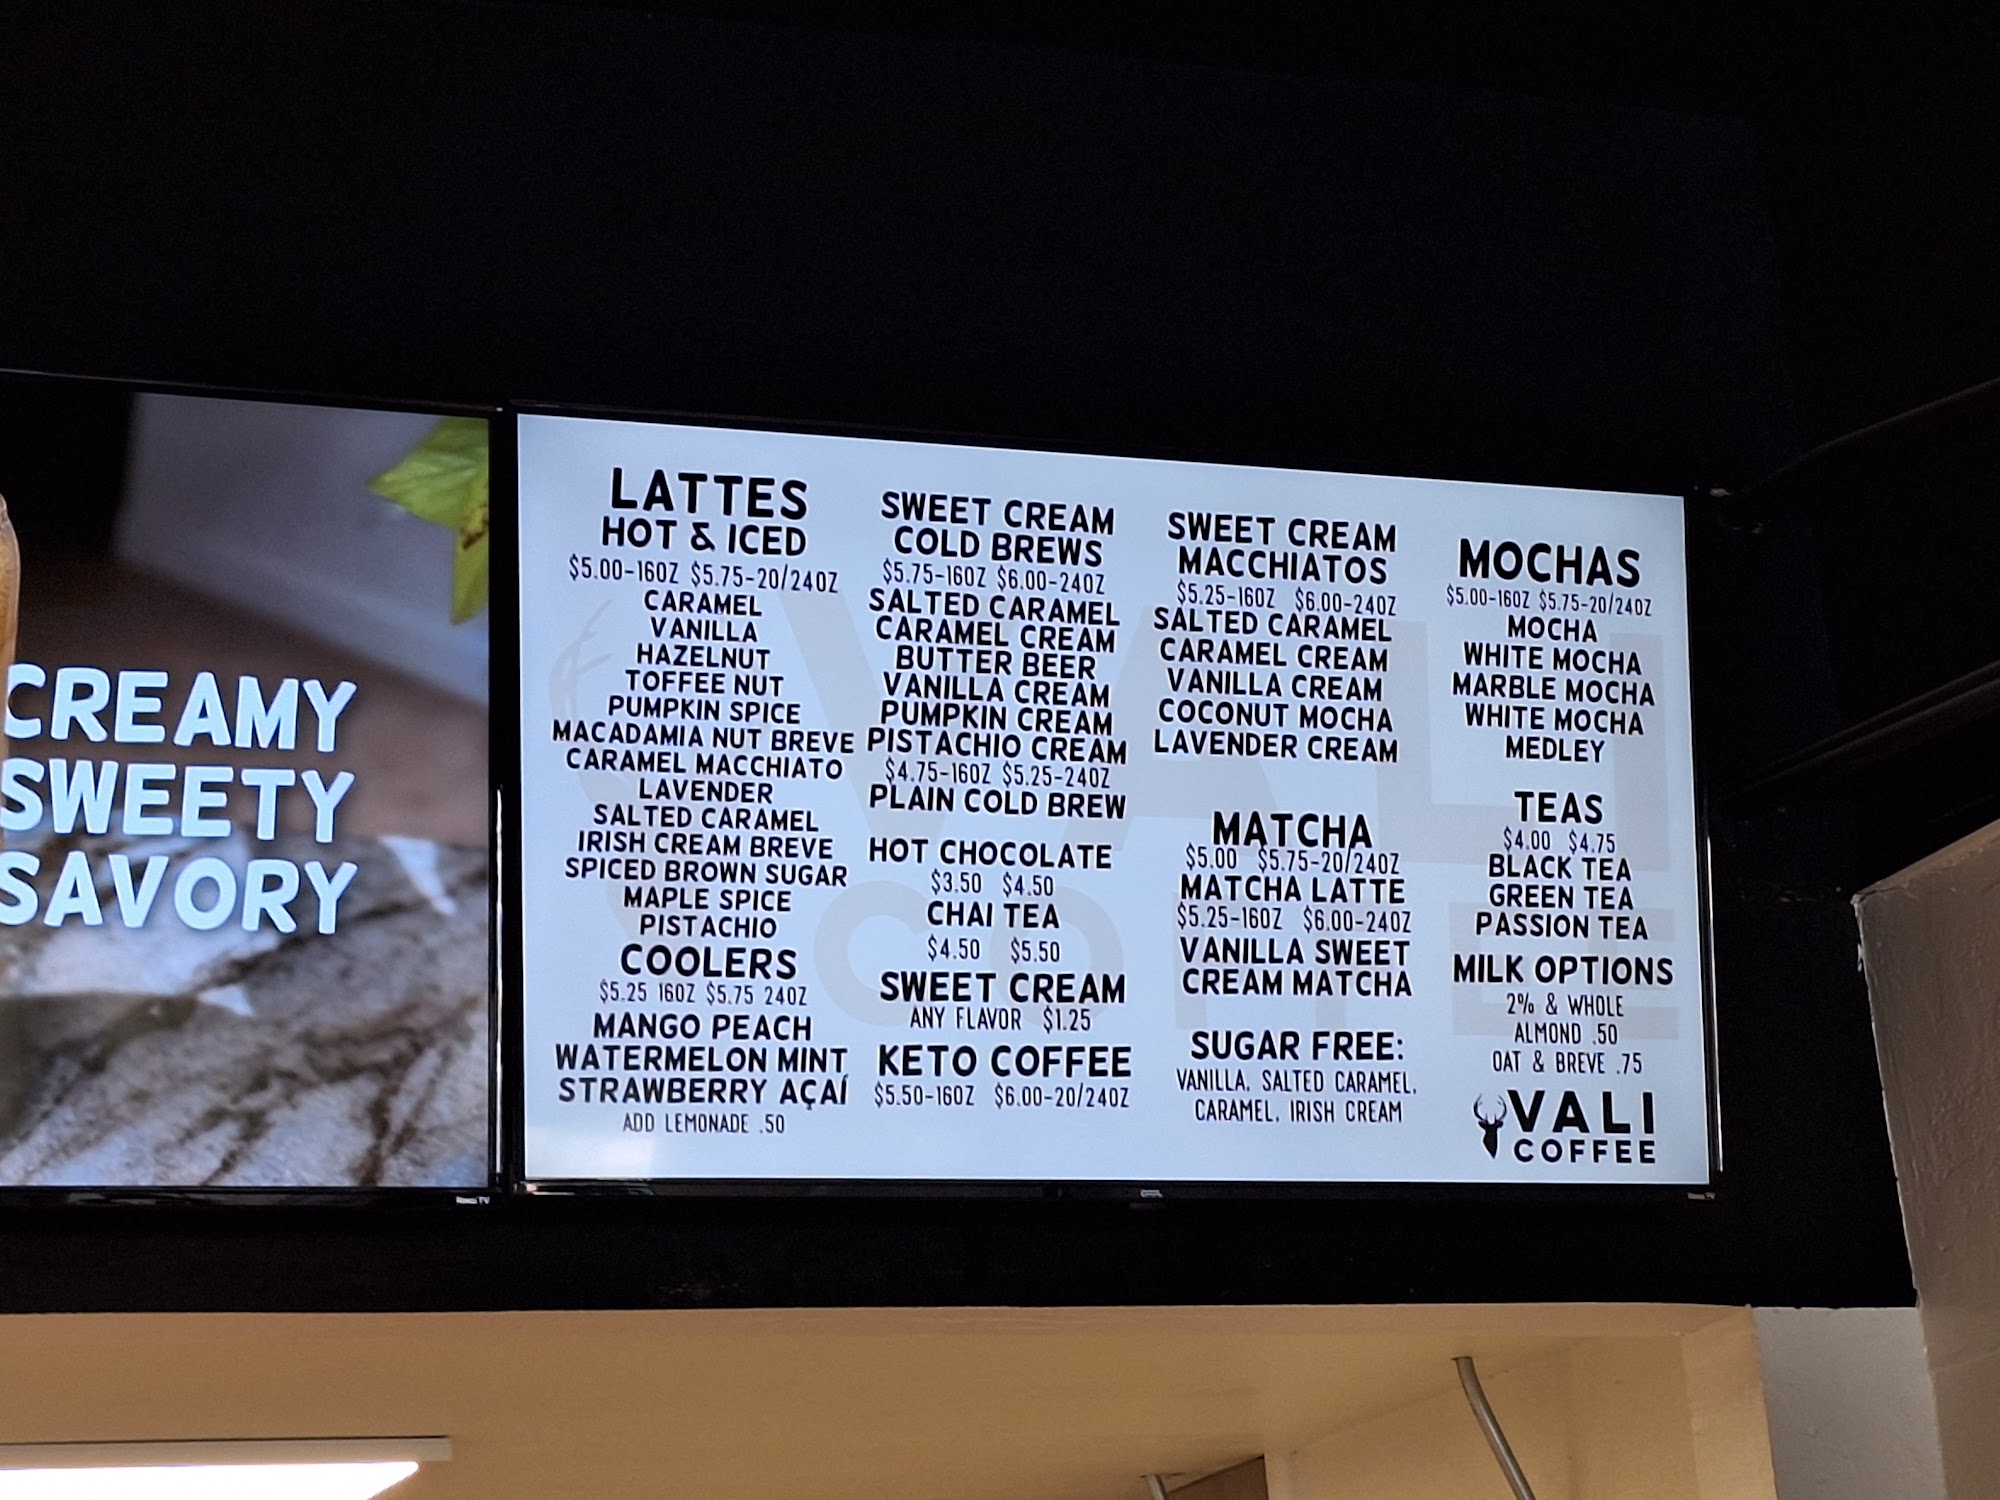 CREAMY
SWEETY
SAVORY
LATTES
HOT & ICED
$5.00-16OZ $5.75-20/24OZ
CARAMEL
VANILLA
HAZELNUT
TOFFEE NUT
PUMPKIN SPICE
MACADAMIA NUT BREVE
CARAMEL MACCHIATO
LAVENDER
SALTED CARAMEL
IRISH CREAM BREVE
SPICED BROWN SUGAR
MAPLE SPICE
PISTACHIO
COOLERS
$5.25 16OZ $5.75 24OZ
MANGO PEACH
WATERMELON MINT
STRAWBERRY AÇAÍ
ADD LEMONADE .50
SWEET CREAM
COLD BREWS
$5.75-16OZ $6.00-24OZ
SALTED CARAMEL
CARAMEL CREAM
BUTTER BEER
VANILLA CREAM
PUMPKIN CREAM
PISTACHIO CREAM
$4.75-16OZ $5.25-24OZ
PLAIN COLD BREW
HOT CHOCOLATE
$3.50 $4.50
CHAI TEA
$4.50 $5.50
SWEET CREAM
ANY FLAVOR $1.25
KETO COFFEE
$5.50-16OZ $6.00-20/24OZ
SWEET CREAM
MACCHIATOS
$5.25-16OZ $6.00-24OZ
SALTED CARAMEL
CARAMEL CREAM
VANILLA CREAM
COCONUT MOCHA
LAVENDER CREAM
MATCHA
$5.00 $5.75-20/24OZ
MATCHA LATTE
$5.25-16OZ $6.00-24OZ
VANILLA SWEET
CREAM MATCHA
SUGAR FREE:
VANILLA, SALTED CARAMEL,
CARAMEL, IRISH CREAM
MOCHAS
$5.00-16OZ $5.75-20/24OZ
MOCHA
WHITE MOCHA
MARBLE MOCHA
WHITE MOCHA
MEDLEY
TEAS
$4.00 $4.75
BLACK TEA
GREEN TEA
PASSION TEA
MILK OPTIONS
2% & WHOLE
ALMOND .50
OAT & BREVE .75
VALI
COFFEE
VALI
COFFEE
Roku TV